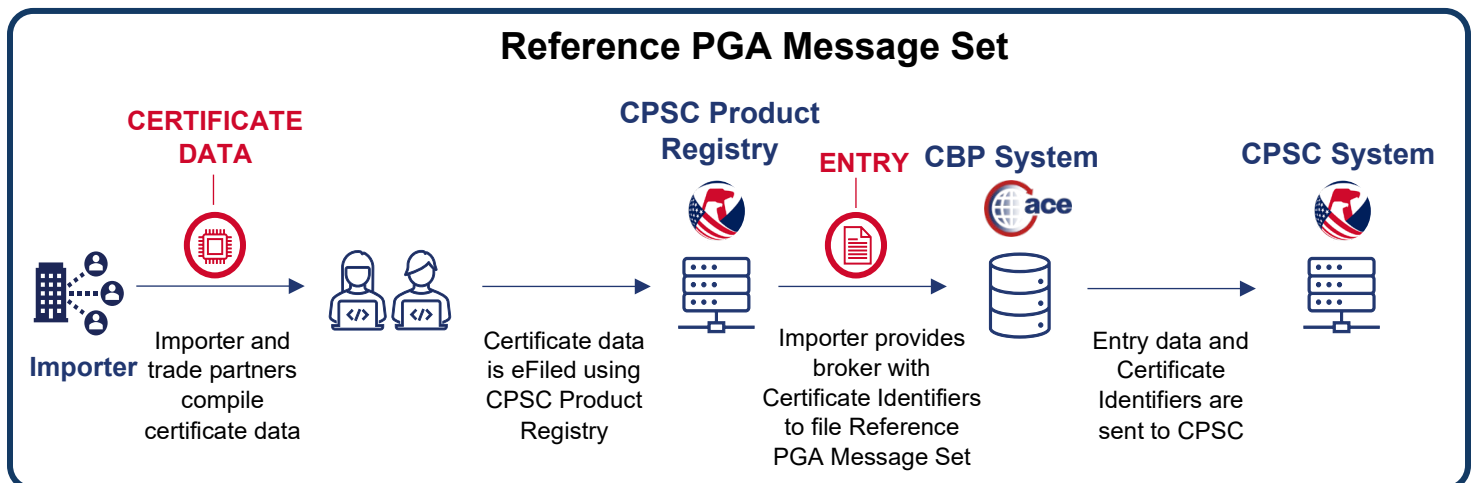 Reference PGA Message Set
CERTIFICATE
DATA
CPSC Product
Registry
ENTRY
CBP System
CPSC System
ace
</>
</>
Importer
Importer and
trade partners
compile
certificate data
Certificate data
is eFiled using
CPSC Product
Registry
Importer provides
broker with
Certificate Identifiers
to file Reference
PGA Message Set
Entry data and
Certificate
Identifiers are
sent to CPSC